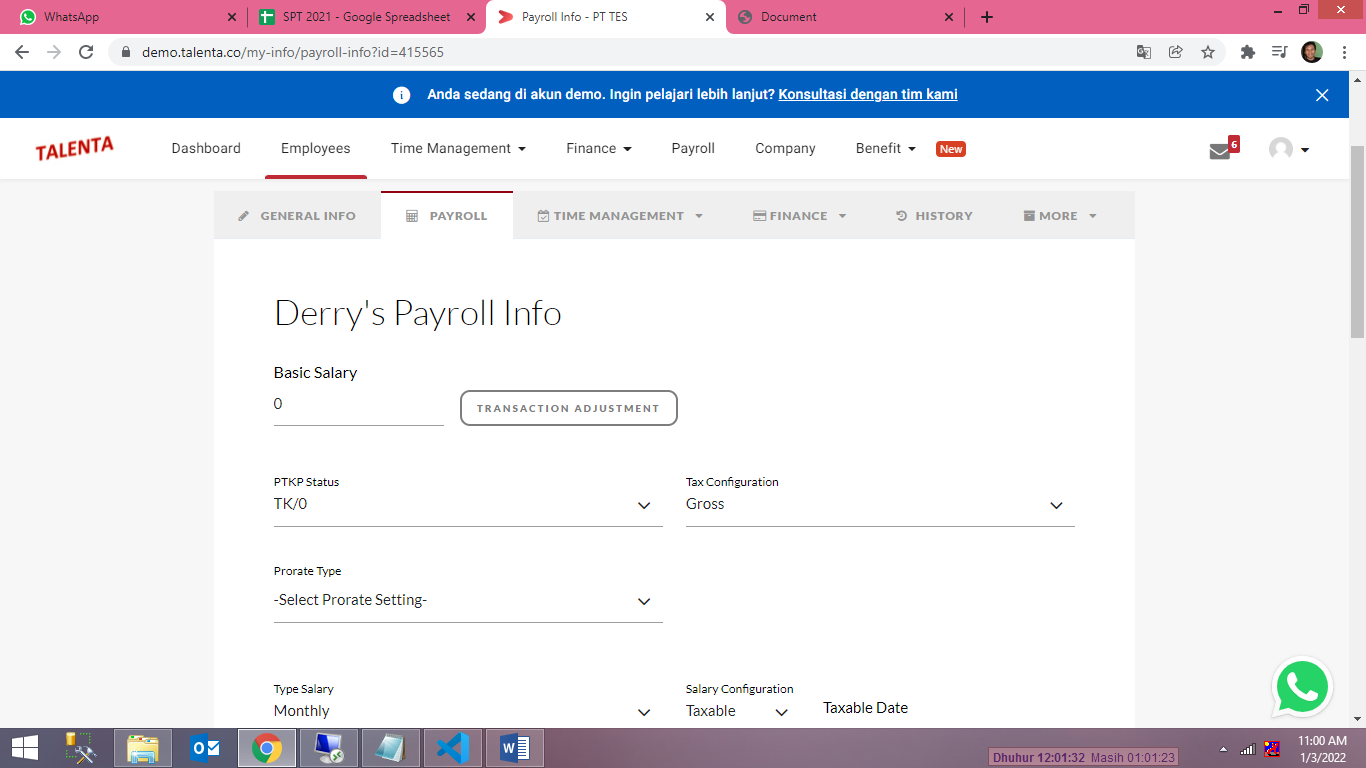 WhatsApp
SPT 2021 - Google Spreadsheet
Payroll Info - PT TES
Document
demo.talenta.co/my-info/payroll-info?id=415565
Anda sedang di akun demo. Ingin pelajari lebih lanjut? Konsultasi dengan tim kami
TALENTA
Dashboard
Employees
Time Management
Finance
Payroll
Company
Benefit
New
6
GENERAL INFO
PAYROLL
TIME MANAGEMENT
FINANCE
HISTORY
MORE
Derry's Payroll Info
Basic Salary
0
TRANSACTION ADJUSTMENT
PTKP Status
TK/0
Tax Configuration
Gross
Prorate Type
-Select Prorate Setting-
Type Salary
Monthly
Salary Configuration
Taxable
Taxable Date
Dhuhur 12:01:32 Masih 01:01:23
11:00 AM
1/3/2022